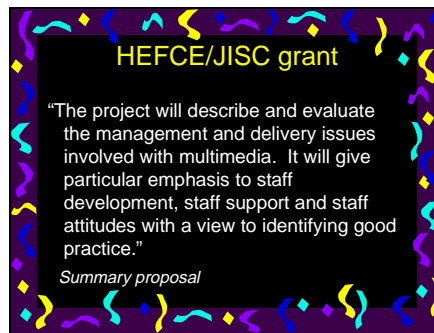 HEFCE/JISC grant
“The project will describe and evaluate
the management and delivery issues
involved with multimedia.  It will give
particular emphasis to staff
development, staff support and staff
attitudes with a view to identifying good
practice.”
Summary proposal